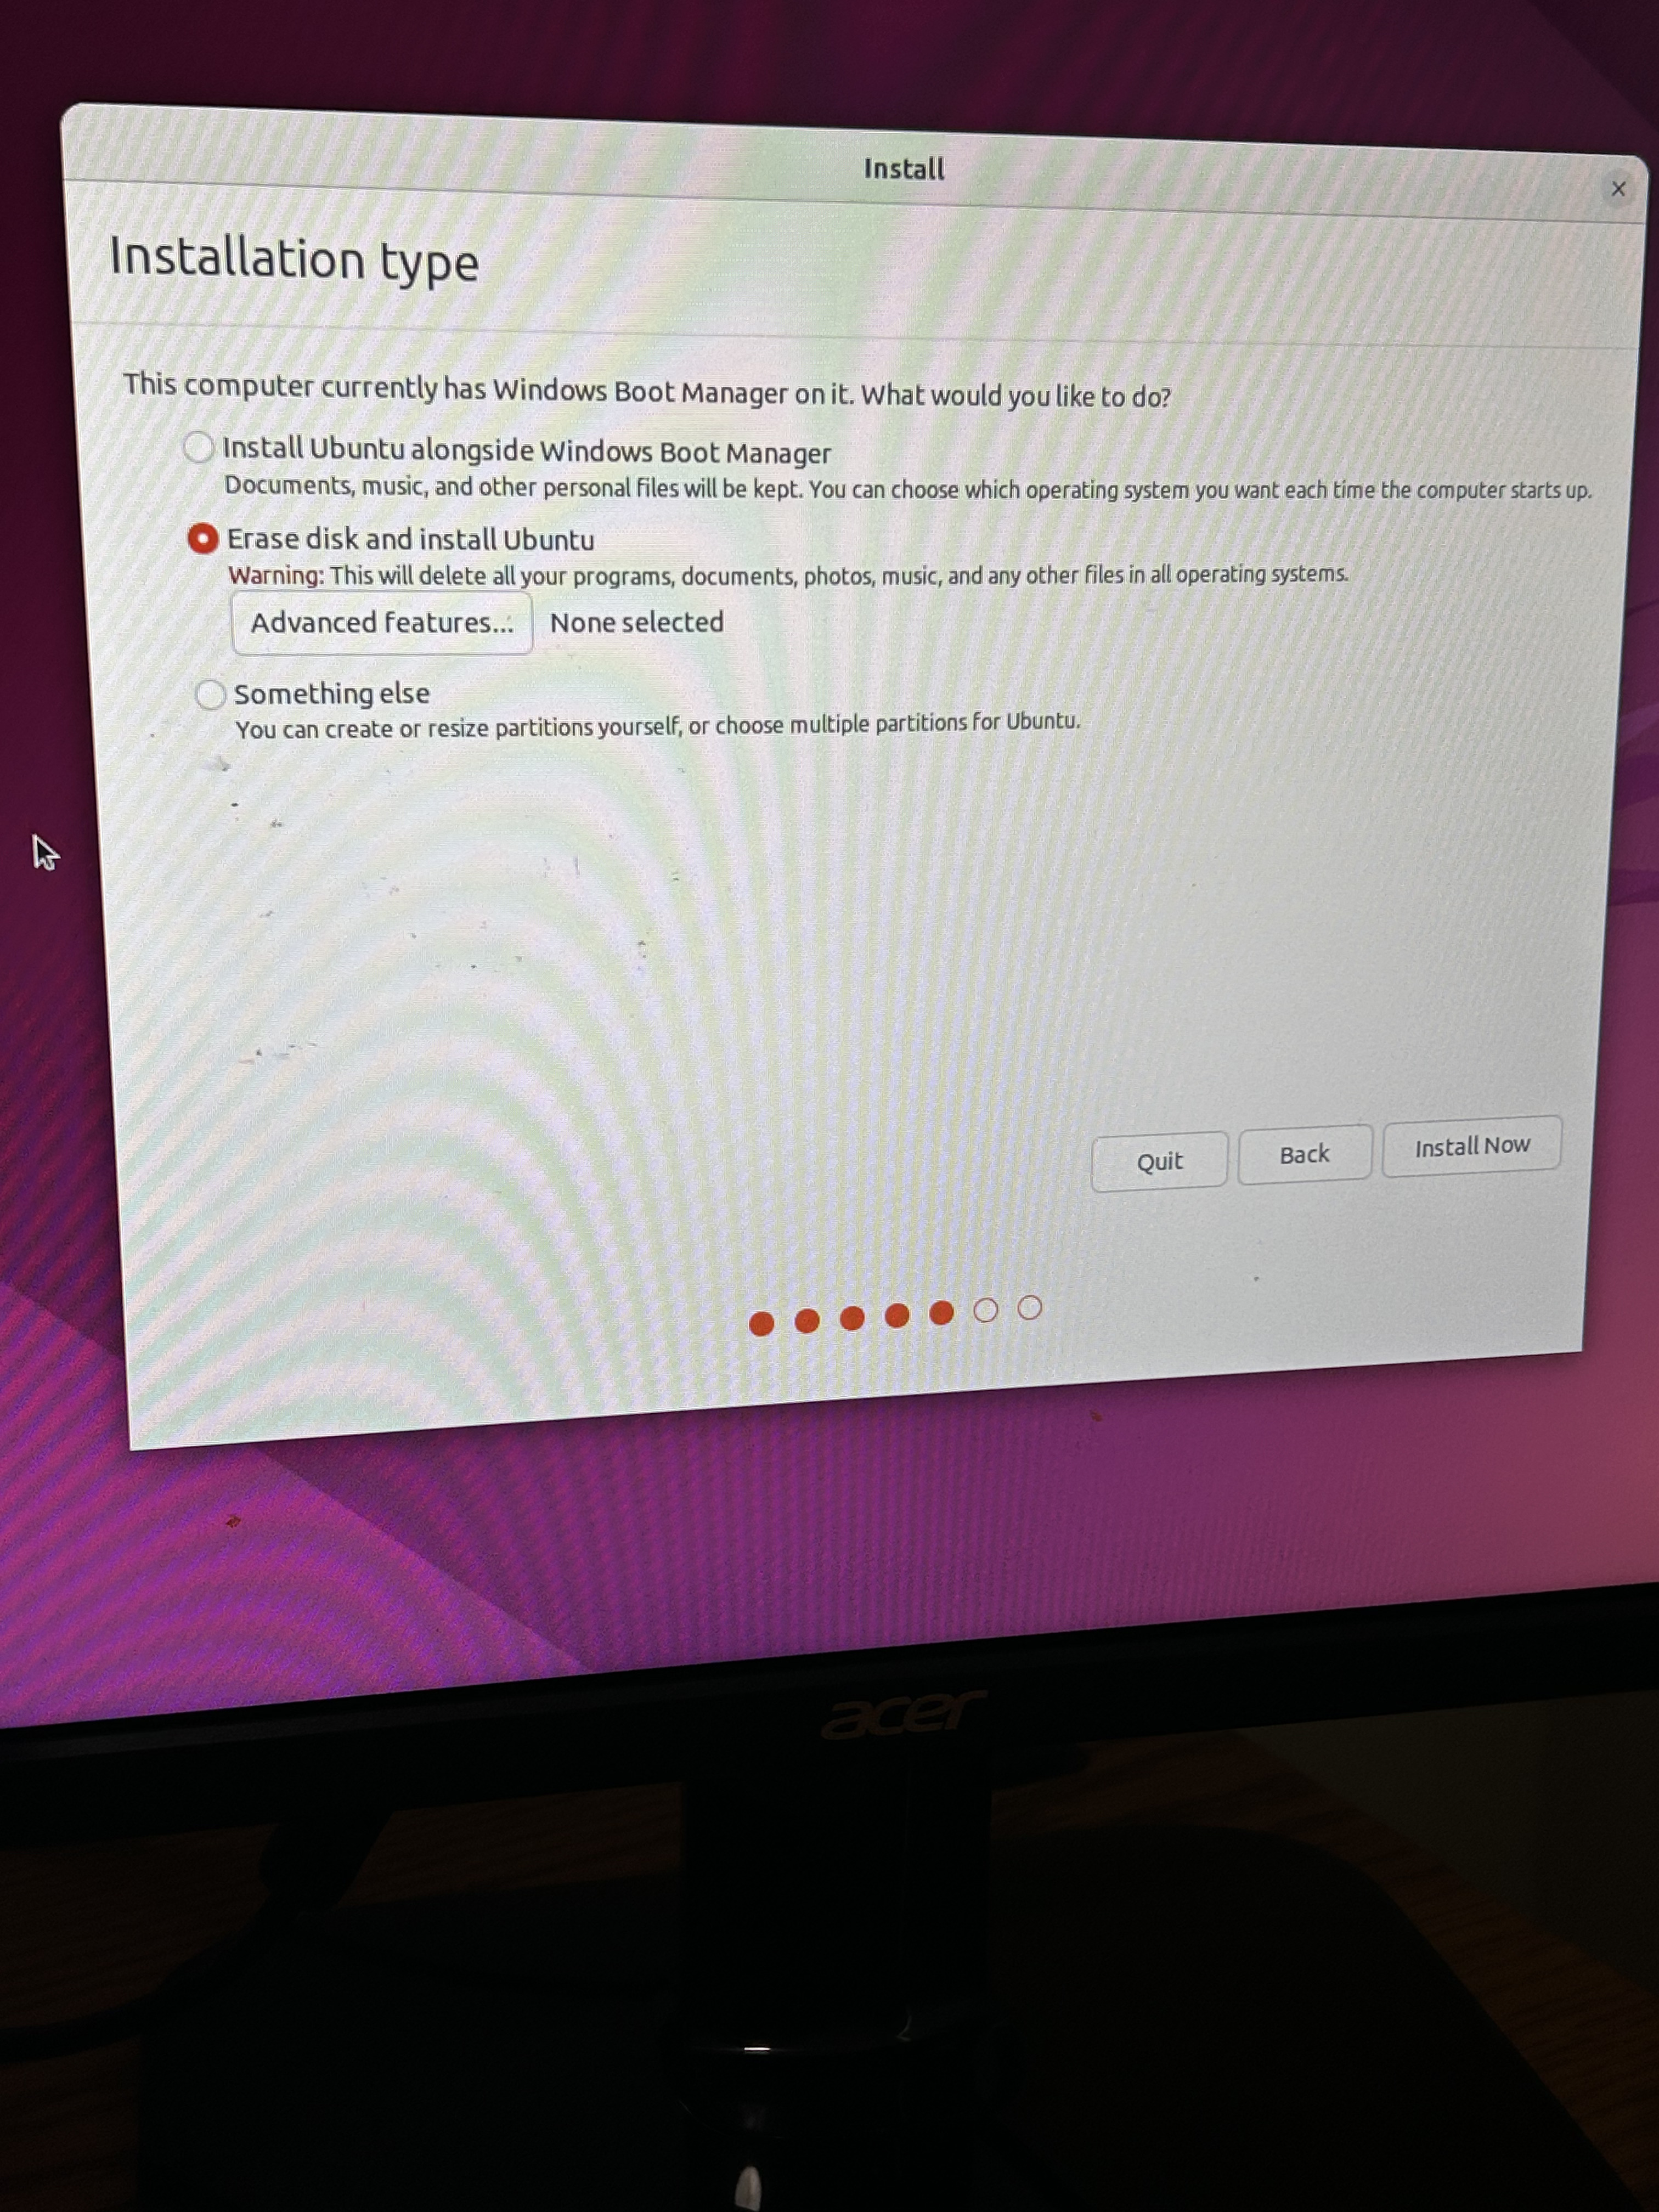 Install
Installation type
This computer currently has Windows Boot Manager on it. What would you like to do?
Install Ubuntu alongside Windows Boot Manager
Documents, music, and other personal files will be kept. You can choose which operating system you want each time the computer starts up.
Erase disk and install Ubuntu
Warning: This will delete all your programs, documents, photos, music, and any other files in all operating systems.
Advanced features... None selected
Something else
You can create or resize partitions yourself, or choose multiple partitions for Ubuntu.
Quit Back Install Now
acer